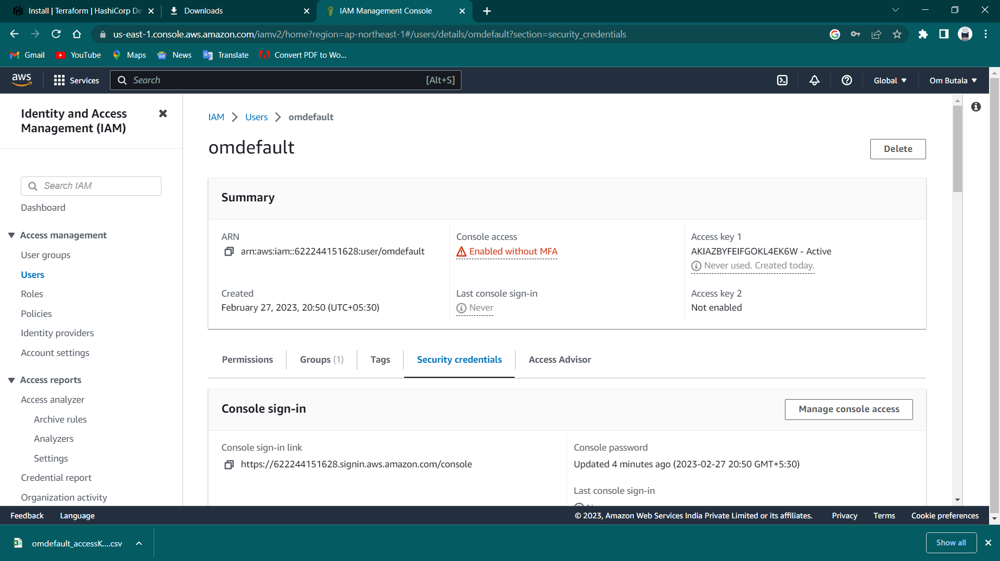 Install | Terraform | HashiCorp De
Downloads
IAM Management Console
us-east-1.console.aws.amazon.com/iamv2/home?region=ap-northeast-1#/users/details/omdefault?section=security_credentials
Gmail
YouTube
Maps
News
Translate
Convert PDF to Wo...
aws
Services
Search
[Alt+S]
Global
Om Butala
Identity and Access
Management (IAM)
Search IAM
Dashboard
Access management
User groups
Users
Roles
Policies
Identity providers
Account settings
Access reports
Access analyzer
Archive rules
Analyzers
Settings
Credential report
Organization activity
IAM > Users > omdefault
omdefault
Delete
Summary
ARN
arn:aws:iam::622244151628:user/omdefault
Created
February 27, 2023, 20:50 (UTC+05:30)
Console access
Enabled without MFA
Last console sign-in
Never
Access key 1
AKIAZBYFEIFGOKL4EK6W - Active
Never used. Created today.
Access key 2
Not enabled
Permissions
Groups (1)
Tags
Security credentials
Access Advisor
Console sign-in
Manage console access
Console sign-in link
https://622244151628.signin.aws.amazon.com/console
Console password
Updated 4 minutes ago (2023-02-27 20:50 GMT+5:30)
Last console sign-in
Feedback
Language
© 2023, Amazon Web Services India Private Limited or its affiliates.
Privacy
Terms
Cookie preferences
omdefault_accessK....csv
Show all